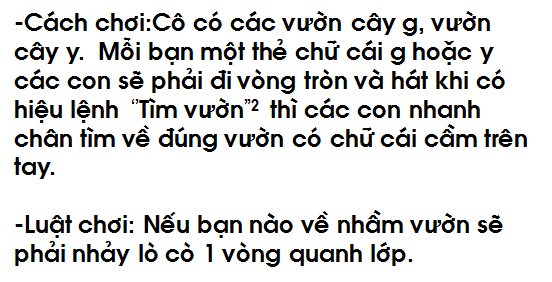 -Cách chơi:Cô có các vườn cây g, vườn
cây y. Mỗi bạn một thẻ chữ cái g hoặc y
các con sẽ phải đi vòng tròn và hát khi có
hiệu lệnh “Tìm vườn”² thì các con nhanh
chân tìm về đúng vườn có chữ cái cầm trên
tay.
-Luật chơi: Nếu bạn nào về nhầm vườn sẽ
phải nhảy lò cò 1 vòng quanh lớp.